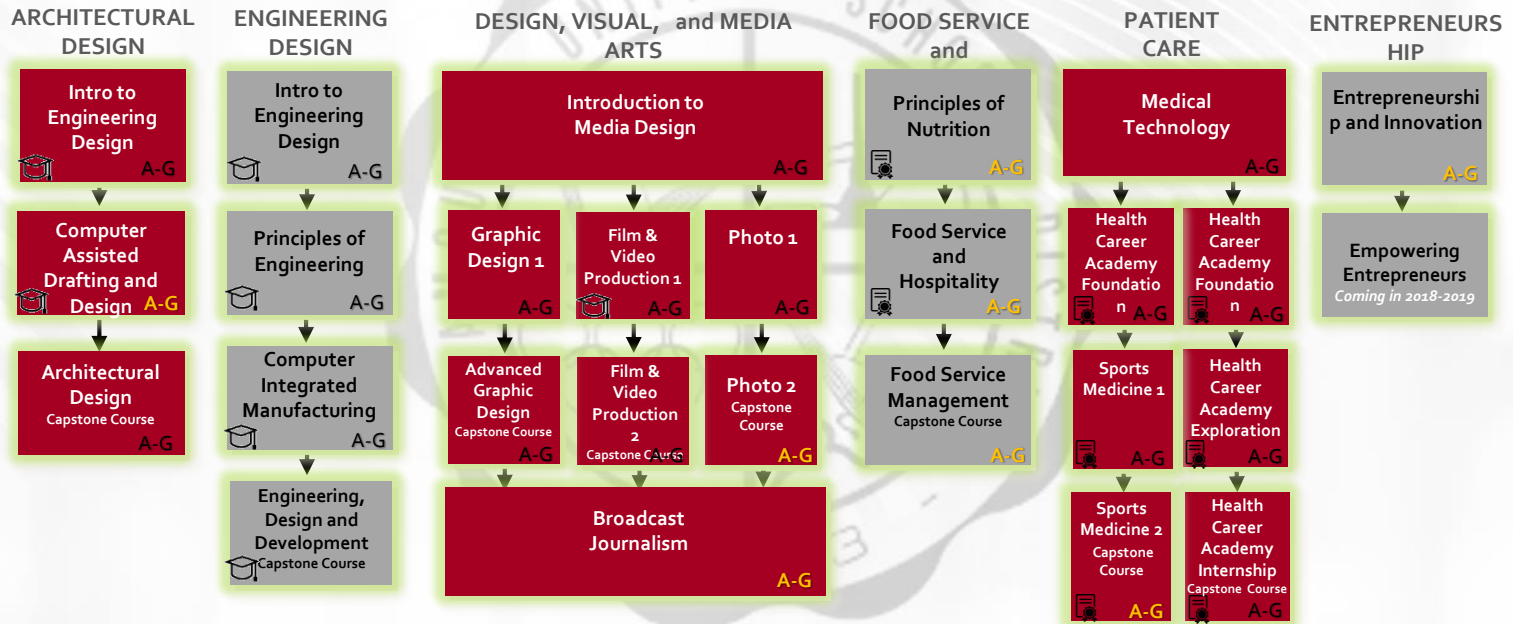 ARCHITECTURAL
DESIGN
Intro to
Engineering
Design
A-G
Computer
Assisted
Drafting and
Design A-G
Architectural
Design
Capstone Course
A-G
ENGINEERING
DESIGN
Intro to
Engineering
Design
A-G
Principles of
Engineering
A-G
Computer
Integrated
Manufacturing
A-G
Engineering,
Design and
Development
Capstone Course
DESIGN, VISUAL, and MEDIA
ARTS
Introduction to
Media Design
A-G
Graphic
Design 1
A-G
Film &
Video
Production 1
A-G
Photo 1
A-G
Advanced
Graphic
Design
Capstone Course
A-G
Film &
Video
Production
2
Capstone Course
A-G
Photo 2
Capstone
Course
A-G
Broadcast
Journalism
A-G
FOOD SERVICE
and
Principles of
Nutrition
A-G
Food Service
and
Hospitality
A-G
Food Service
Management
Capstone Course
A-G
PATIENT
CARE
Medical
Technology
A-G
Health
Career
Academy
Foundatio
n A-G
Health
Career
Academy
Foundatio
n A-G
Sports
Medicine 1
A-G
Health
Career
Academy
Exploration
A-G
Sports
Medicine 2
Capstone
Course
A-G
Health
Career
Academy
Internship
Capstone Course
A-G
ENTREPRENEURS
HIP
Entrepreneurshi
p and Innovation
A-G
Empowering
Entrepreneurs
Coming in 2018-2019